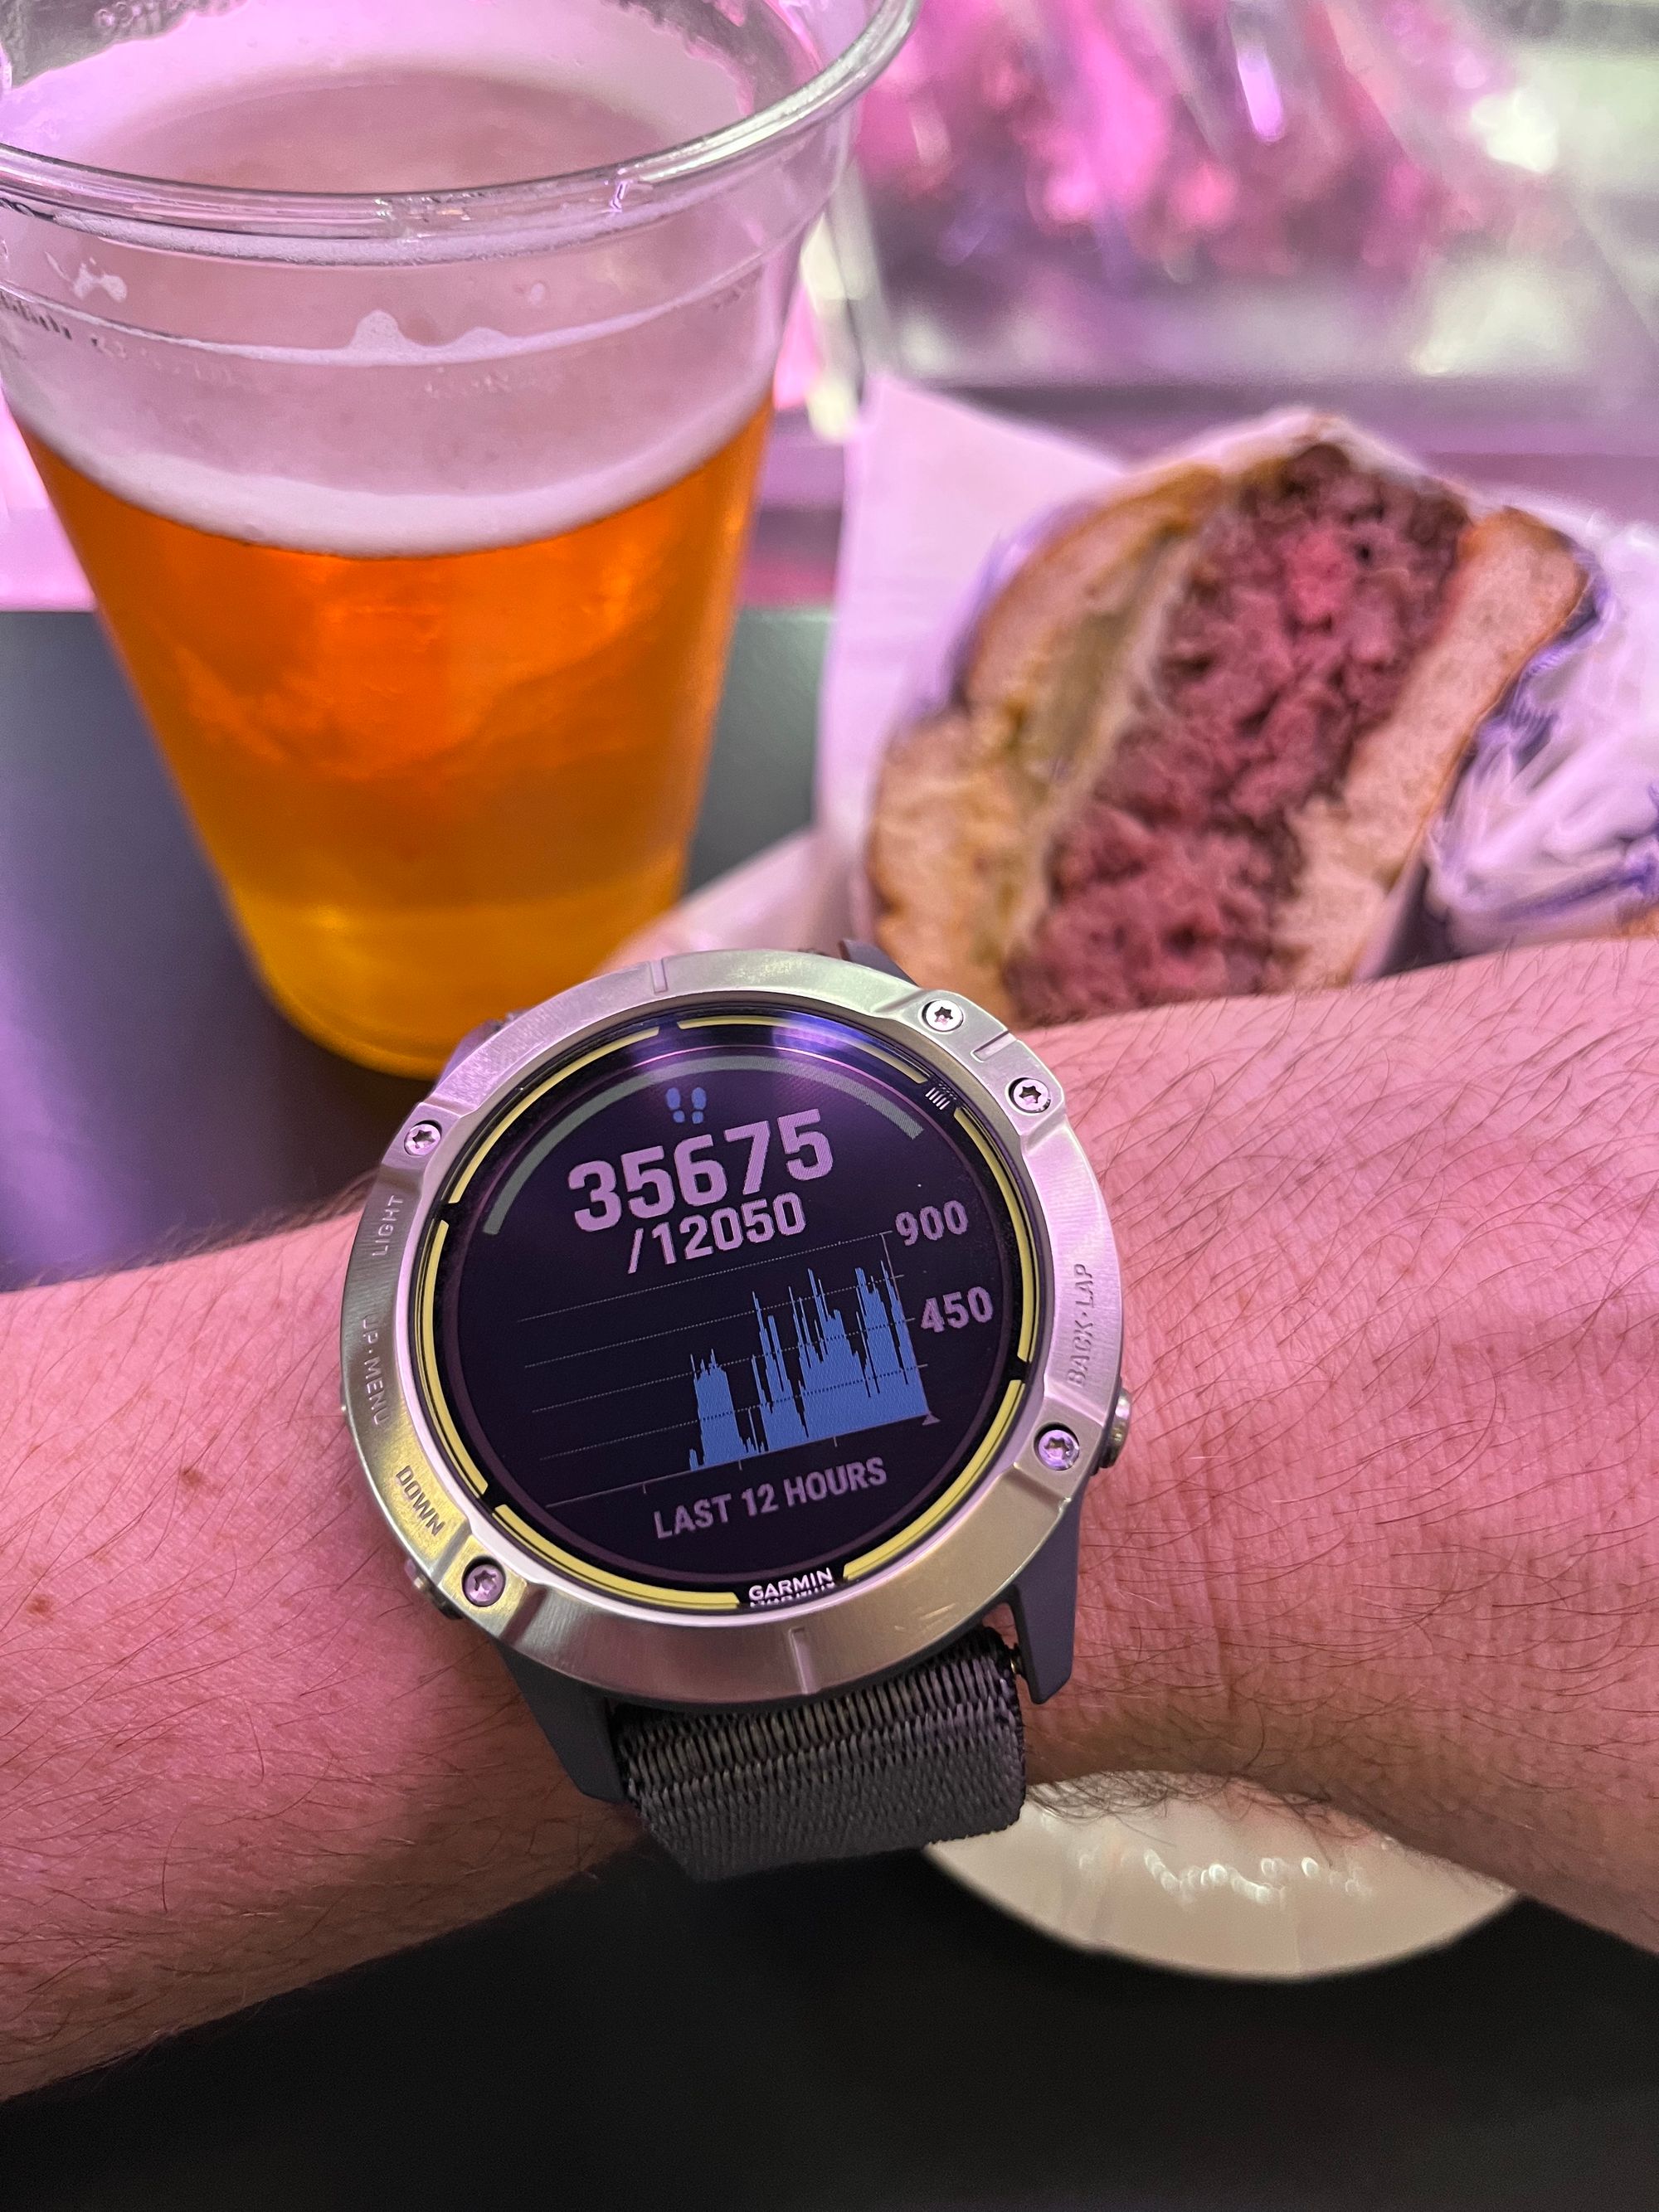 35675
/12050
900
450
LAST 12 HOURS
GARMIN
LIGHT
UP·MENU
DOWN
BACK·LAP